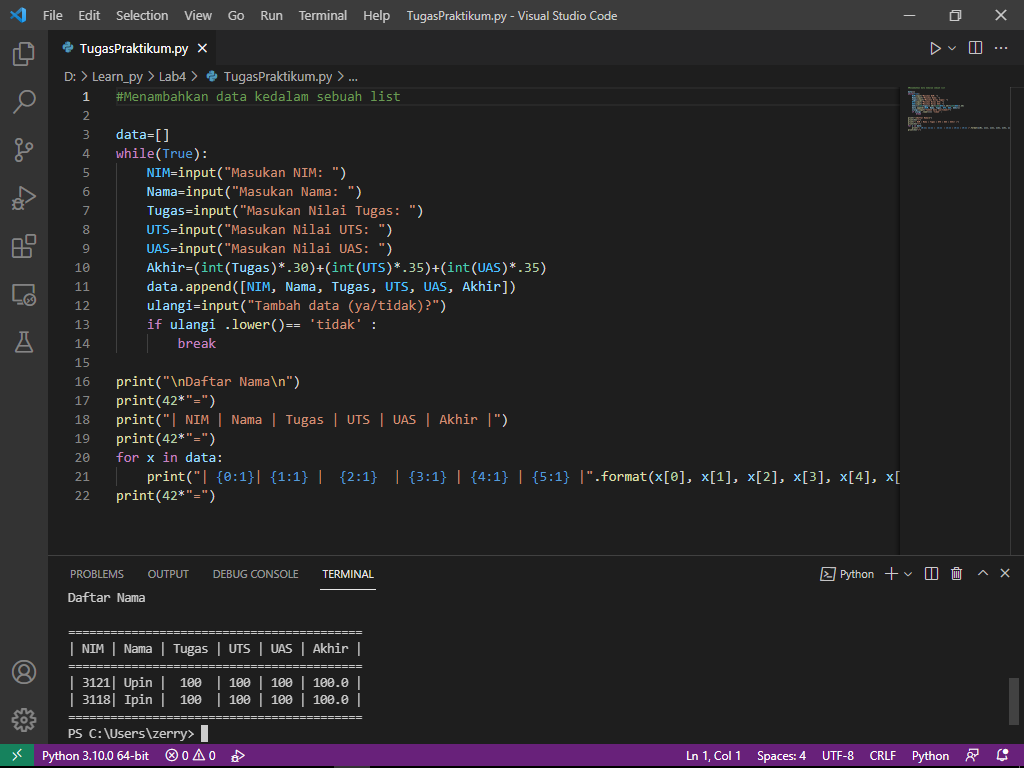 File Edit Selection View Go Run Terminal Help TugasPraktikum.py - Visual Studio Code
TugasPraktikum.py
D: > Learn_py > Lab4 > TugasPraktikum.py > ...
1 #Menambahkan data kedalam sebuah list
2
3 data=[]
4 while(True):
5 NIM=input("Masukan NIM: ")
6 Nama=input("Masukan Nama: ")
7 Tugas=input("Masukan Nilai Tugas: ")
8 UTS=input("Masukan Nilai UTS: ")
9 UAS=input("Masukan Nilai UAS: ")
10 Akhir=(int(Tugas)*.30)+(int(UTS)*.35)+(int(UAS)*.35)
11 data.append([NIM, Nama, Tugas, UTS, UAS, Akhir])
12 ulangi=input("Tambah data (ya/tidak)?")
13 if ulangi .lower()== 'tidak' :
14 break
15
16 print("\nDaftar Nama\n")
17 print(42*"=")
18 print("| NIM | Nama | Tugas | UTS | UAS | Akhir |")
19 print(42*"=")
20 for x in data:
21 print("| {0:1}| {1:1} |  {2:1}  | {3:1} | {4:1} | {5:1} |".format(x[0], x[1], x[2], x[3], x[4], x[
22 print(42*"=")
PROBLEMS OUTPUT DEBUG CONSOLE TERMINAL Python
Daftar Nama
==========================================
| NIM | Nama | Tugas | UTS | UAS | Akhir |
==========================================
| 3121| Upin |  100  | 100 | 100 | 100.0 |
| 3118| Ipin |  100  | 100 | 100 | 100.0 |
==========================================
PS C:\Users\zerry>
Python 3.10.0 64-bit 0 0 Ln 1, Col 1 Spaces: 4 UTF-8 CRLF Python